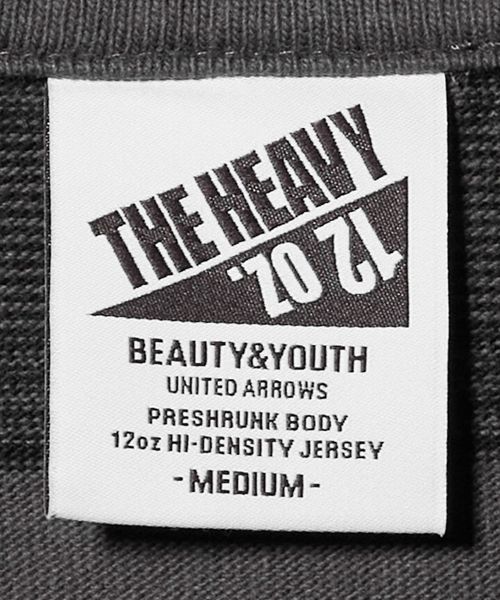 THE HEAVY
12 OZ.
BEAUTY&YOUTH
UNITED ARROWS
PRESHRUNK BODY
12oz HI-DENSITY JERSEY
-MEDIUM-